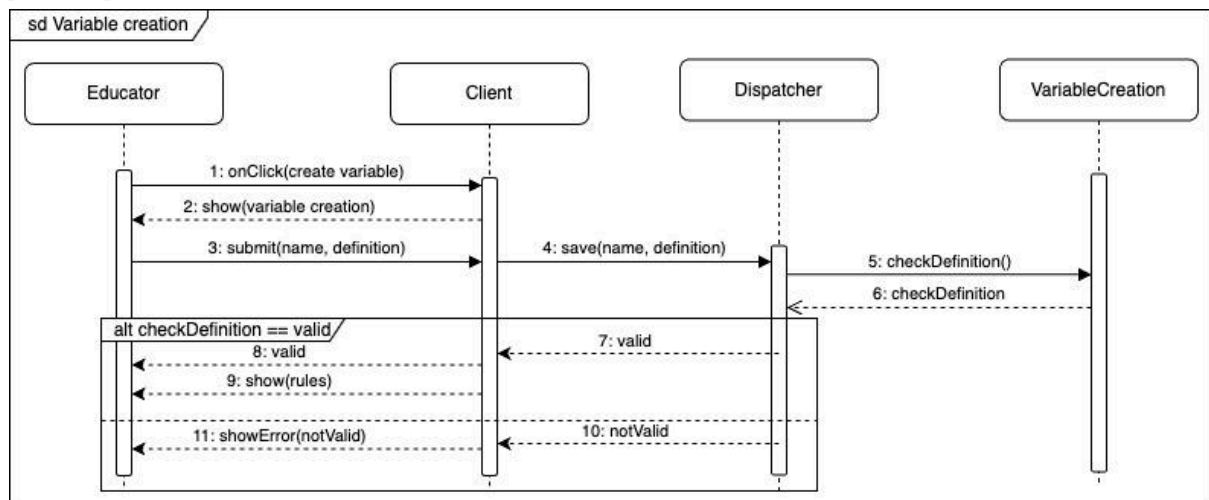 sd Variable creation
Educator
Client
Dispatcher
VariableCreation
1: onClick(create variable)
2: show(variable creation)
3: submit(name, definition)
4: save(name, definition)
5: checkDefinition()
6: checkDefinition
alt checkDefinition == valid
7: valid
8: valid
9: show(rules)
10: notValid
11: showError(notValid)